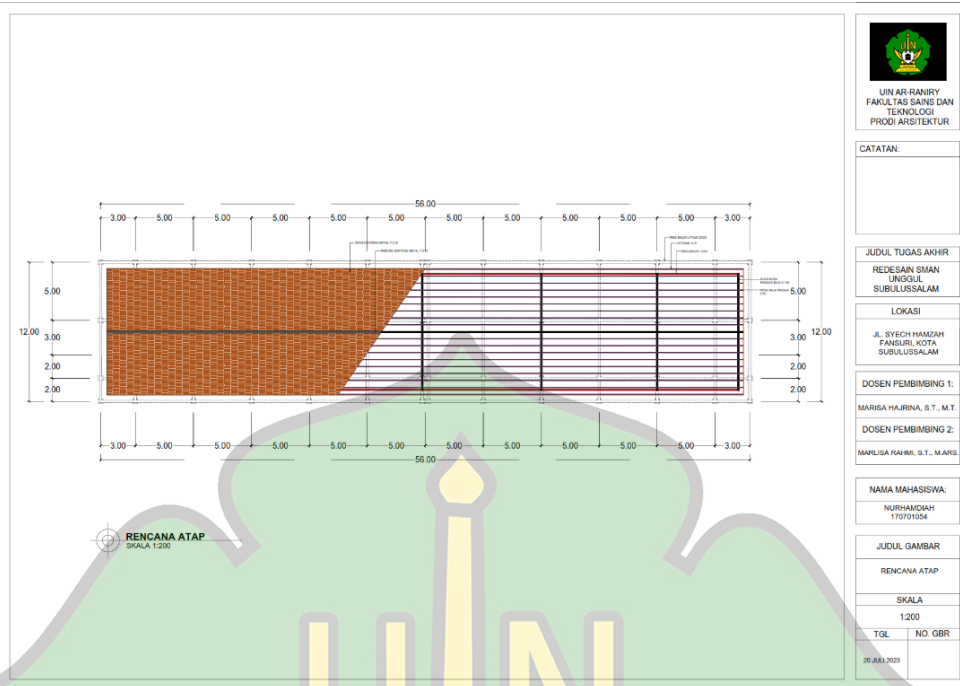 UIN AR-RANIRY
FAKULTAS SAINS DAN
TEKNOLOGI
PRODI ARSITEKTUR
CATATAN:
JUDUL TUGAS AKHIR
REDESAIN SMAN
UNGGUL
SUBULUSSALAM
LOKASI
JL. SYECH HAMZAH
FANSURI, KOTA
SUBULUSSALAM
DOSEN PEMBIMBING 1:
MARISA HAJRINA, S.T., M.T.
DOSEN PEMBIMBING 2:
MARLISA RAHMI, S.T., M.ARS.
NAMA MAHASISWA:
NURHAMDIAH
170701054
JUDUL GAMBAR
RENCANA ATAP
SKALA
1:200
TGL NO. GBR
20 JULI 2023
56.00
3.00 5.00 5.00 5.00 5.00 5.00 5.00 5.00 5.00 5.00 5.00 3.00
5.00
3.00
2.00
2.00
12.00
5.00
3.00
2.00
2.00
12.00
3.00 5.00 5.00 5.00 5.00 5.00 5.00 5.00 5.00 5.00 5.00 3.00
56.00
RENCANA ATAP
SKALA 1:200
UIN